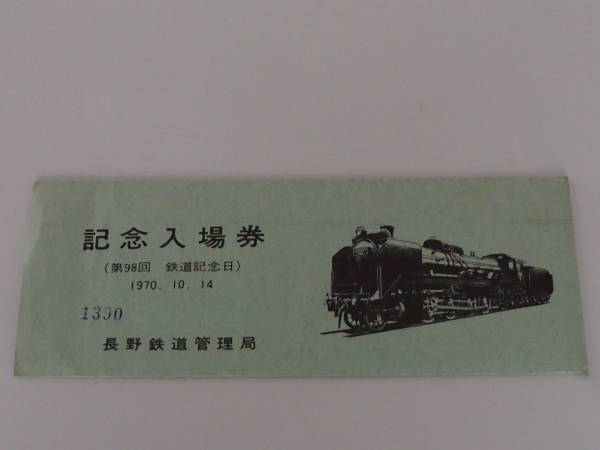 記念入場券
(第98回　鉄道記念日)
1970. 10. 14
1390
長野鉄道管理局